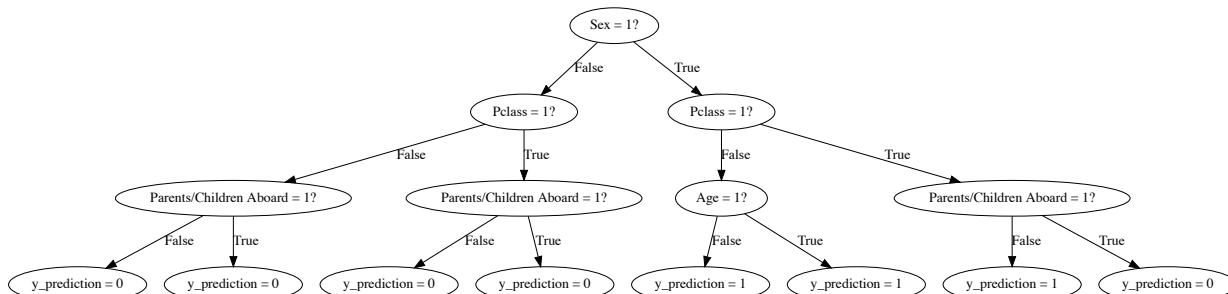 Sex = 1?
False
True
Pclass = 1?
Pclass = 1?
False
True
False
True
Parents/Children Aboard = 1?
Parents/Children Aboard = 1?
Age = 1?
Parents/Children Aboard = 1?
False
True
False
True
False
True
False
True
y_prediction = 0
y_prediction = 0
y_prediction = 0
y_prediction = 0
y_prediction = 1
y_prediction = 1
y_prediction = 1
y_prediction = 0